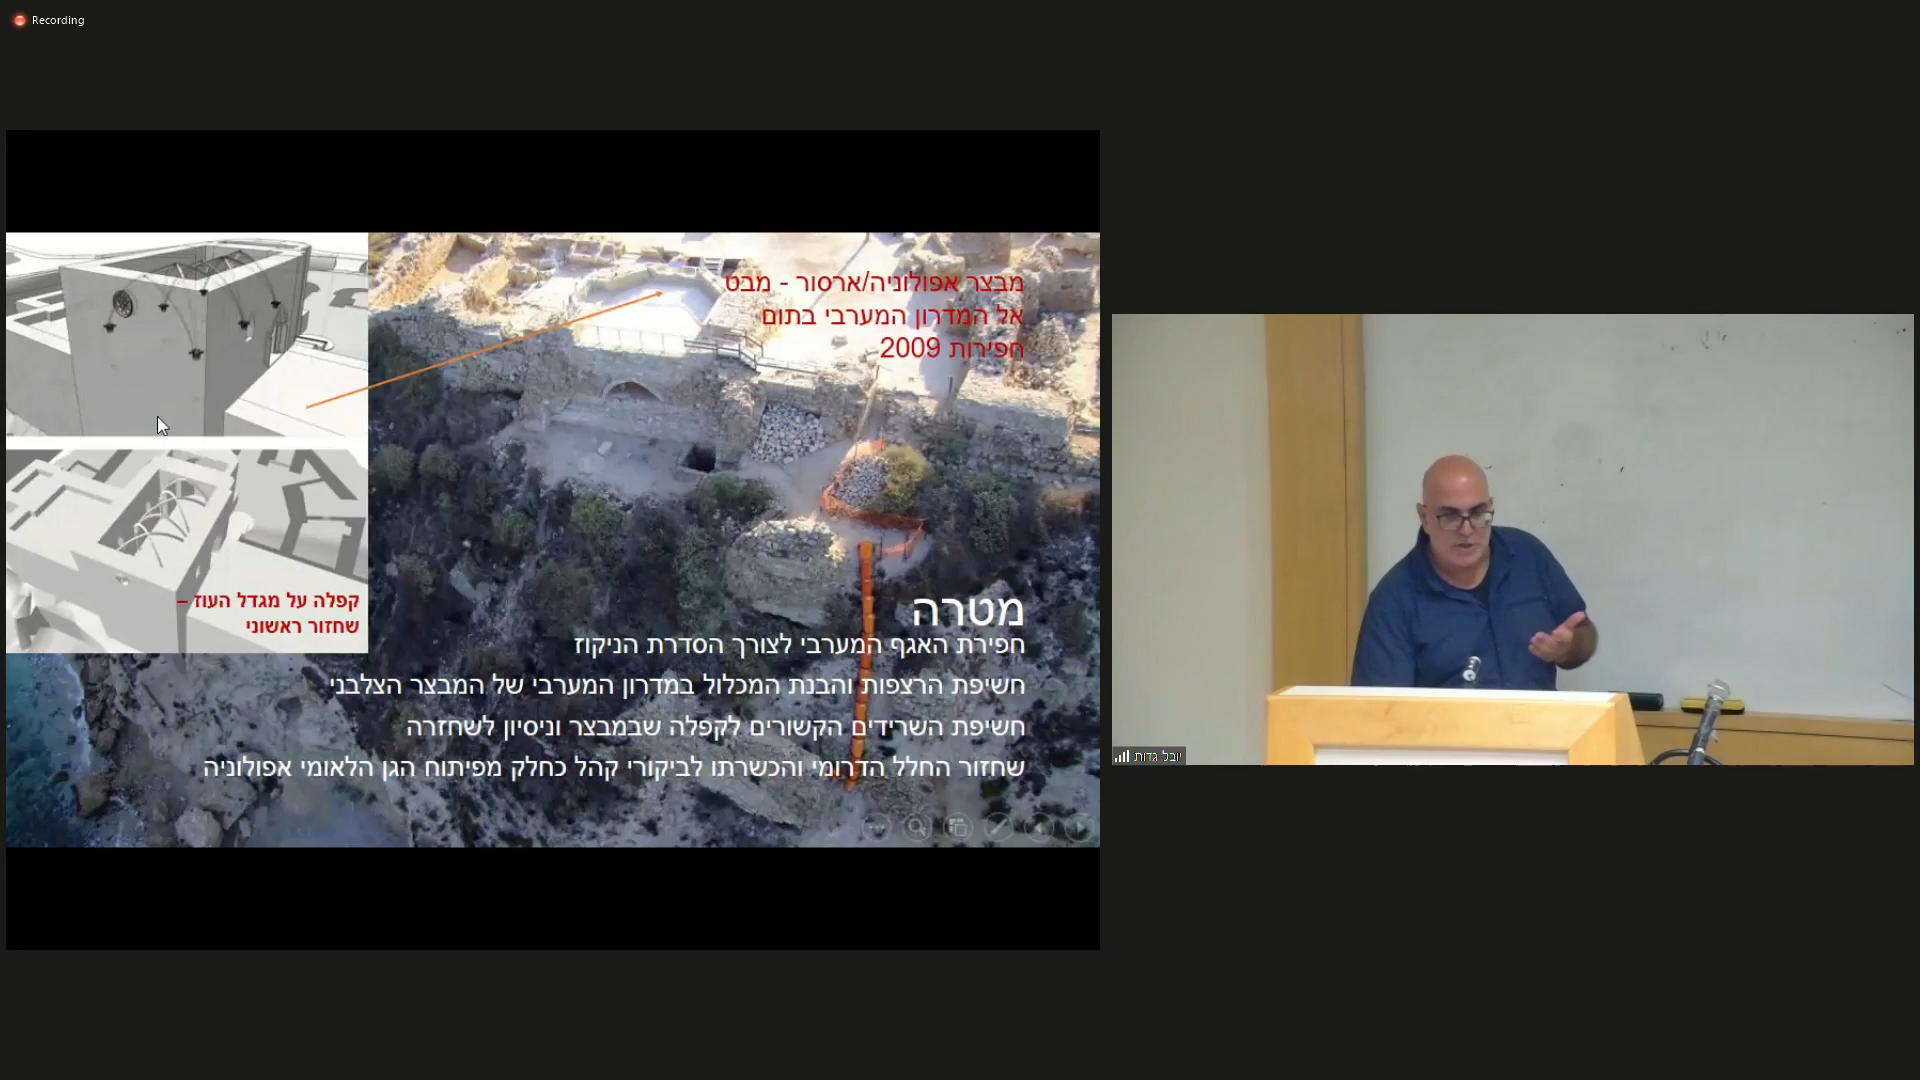 Recording
מבצר אפולוניה/ארסור - מבט
אל המדרון המערבי בתום
חפירות 2009
קפלה על מגדל העוז –
שחזור ראשוני
מטרה
חפירת האגף המערבי לצורך הסדרת הניקוז
חשיפת הרצפות והבנת המכלול במדרון המערבי של המבצר הצלבני
חשיפת השרידים הקשורים לקפלה שבמבצר וניסיון לשחזרה
שחזור החלל הדרומי והכשרתו לביקורי קהל כחלק מפיתוח הגן הלאומי אפולוניה
יובל גדות